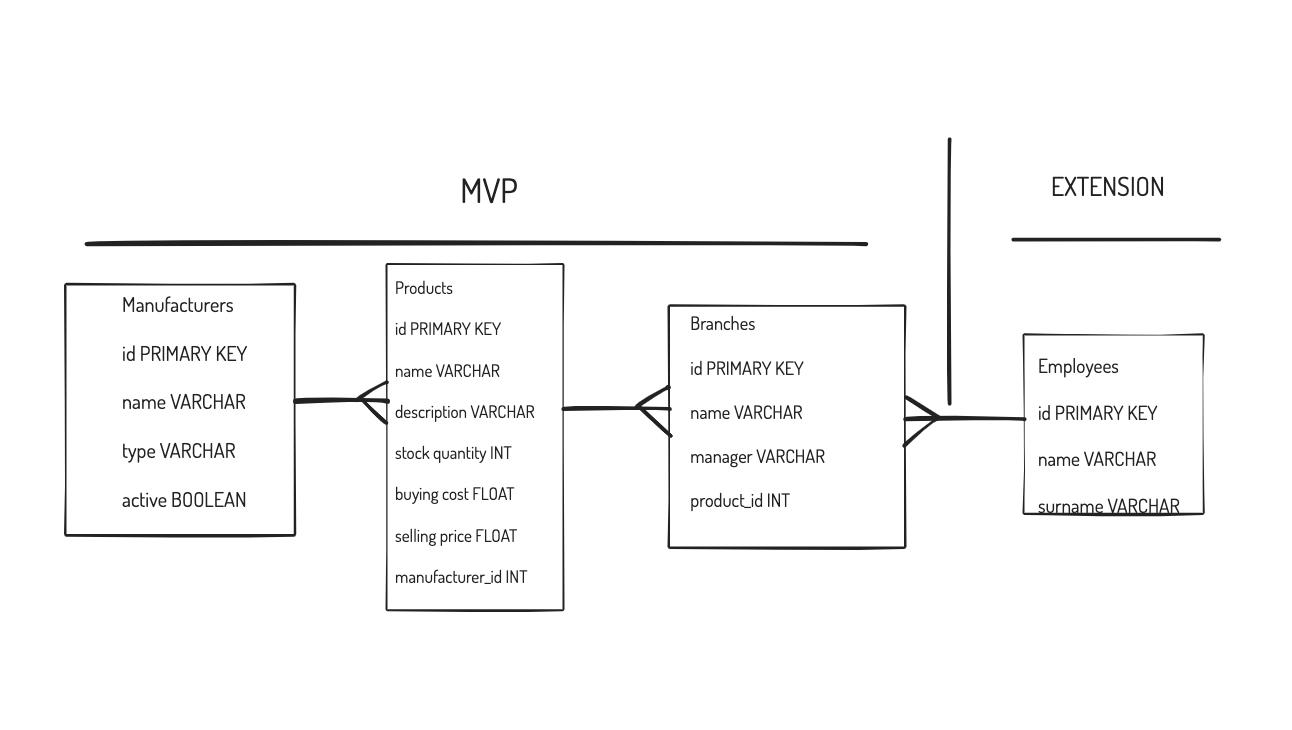 MVP
EXTENSION
Manufacturers
id PRIMARY KEY
name VARCHAR
type VARCHAR
active BOOLEAN
Products
id PRIMARY KEY
name VARCHAR
description VARCHAR
stock quantity INT
buying cost FLOAT
selling price FLOAT
manufacturer_id INT
Branches
id PRIMARY KEY
name VARCHAR
manager VARCHAR
product_id INT
Employees
id PRIMARY KEY
name VARCHAR
surname VARCHAR